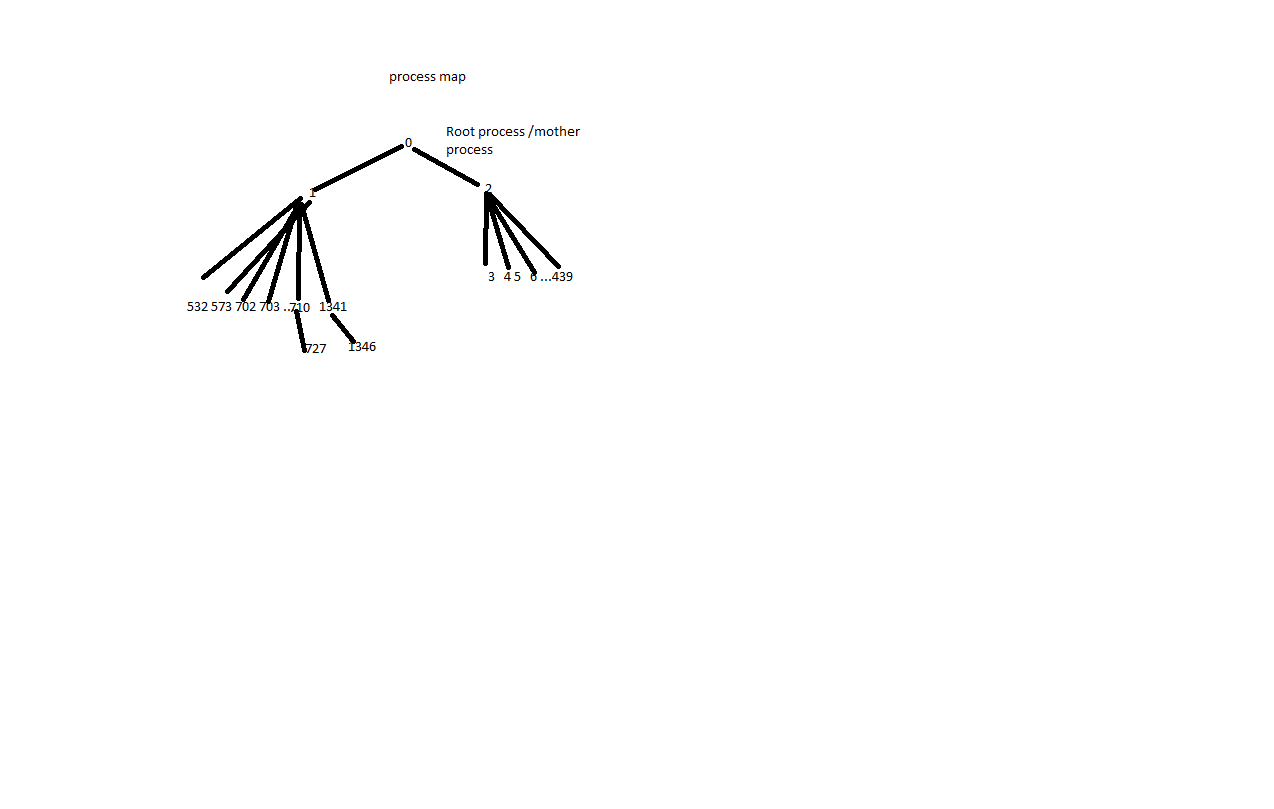 process map
Root process /mother
process
0
1
2
3 4 5 6 ...439
532 573 702 703 ..710 1341
727 1346